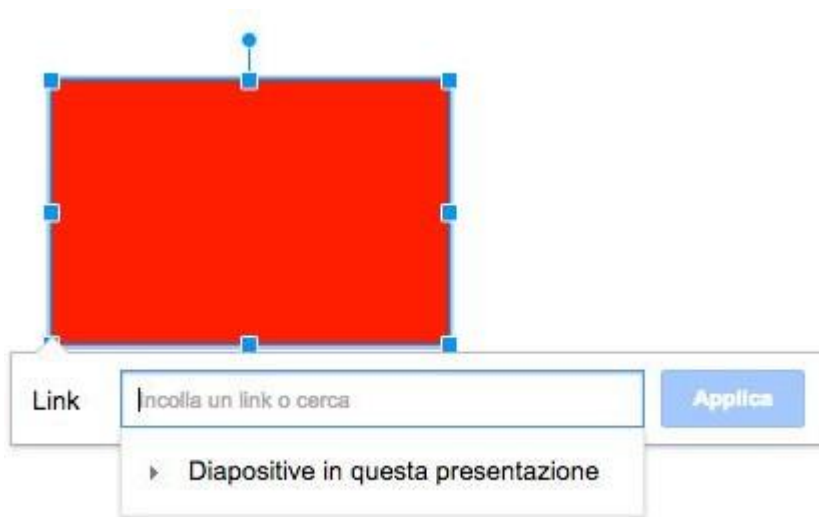 Link Incolla un link o cerca Applica
Diapositive in questa presentazione